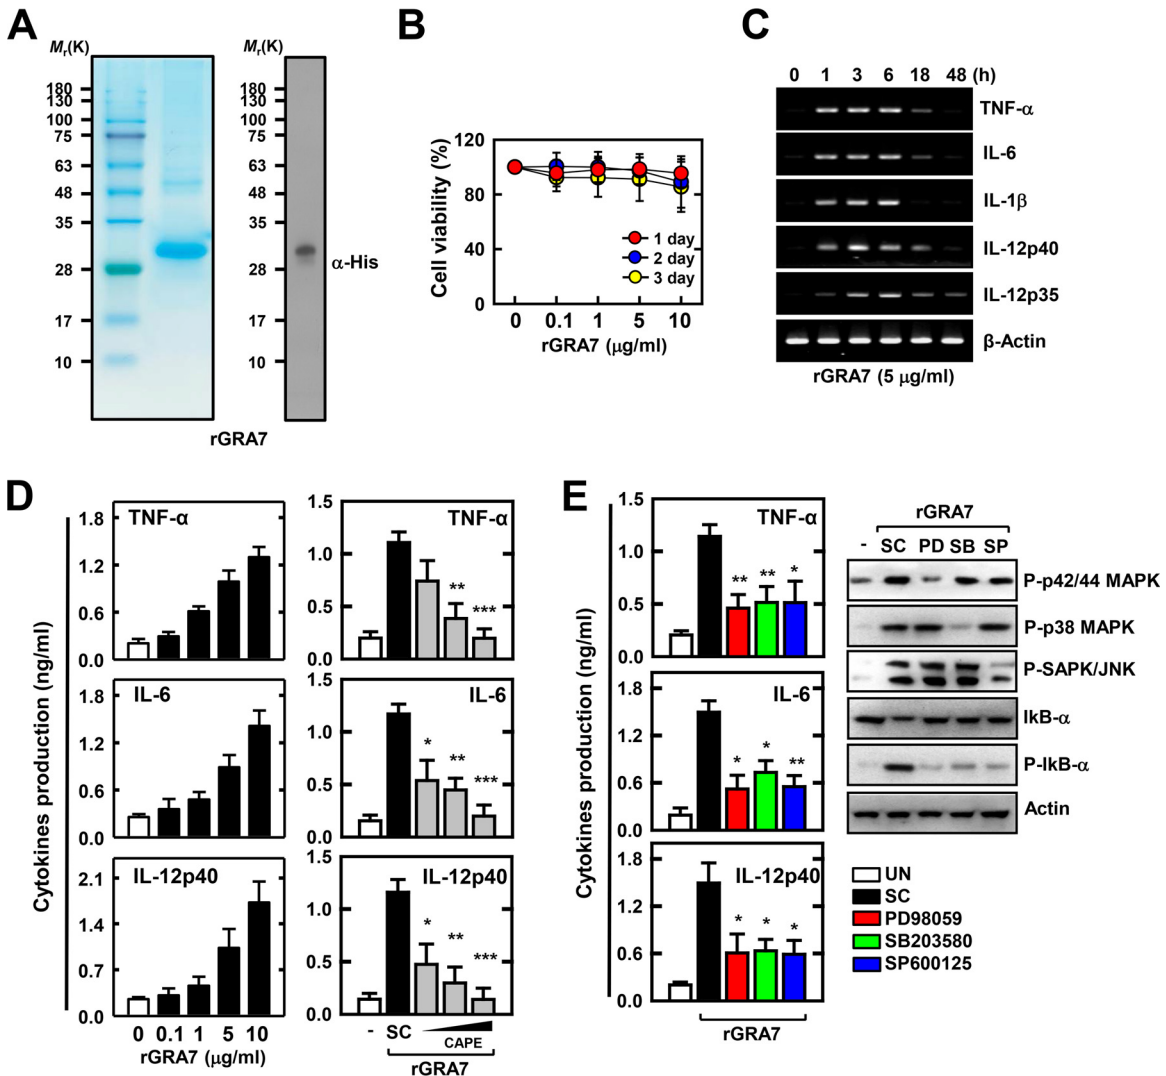 A
Mr(K)
180
130
100
75
63
48
35
28
17
10
Mr(K)
180
130
100
75
63
48
35
28
17
10
α-His
rGRA7
B
Cell viability (%)
120
80
40
0
1 day
2 day
3 day
0 0.1 1 5 10
rGRA7 (μg/ml)
C
0 1 3 6 18 48 (h)
TNF-α
IL-6
IL-1β
IL-12p40
IL-12p35
β-Actin
rGRA7 (5 μg/ml)
D
Cytokines production (ng/ml)
TNF-α
1.8
1.2
0.6
0.0
IL-6
1.8
1.2
0.6
0.0
IL-12p40
2.1
1.4
0.7
0.0
0 0.1 1 5 10
rGRA7 (μg/ml)
TNF-α
1.5
1.0
0.5
0.0
** ***
IL-6
1.5
1.0
0.5
0.0
* ** ***
IL-12p40
1.5
1.0
0.5
0.0
* ** ***
- SC
CAPE
rGRA7
E
Cytokines production (ng/ml)
TNF-α
1.5
1.0
0.5
0.0
** ** *
IL-6
1.8
1.2
0.6
0.0
* * **
IL-12p40
1.8
1.2
0.6
0.0
* * *
rGRA7
rGRA7
- SC PD SB SP
P-p42/44 MAPK
P-p38 MAPK
P-SAPK/JNK
IkB-α
P-IkB-α
Actin
UN
SC
PD98059
SB203580
SP600125